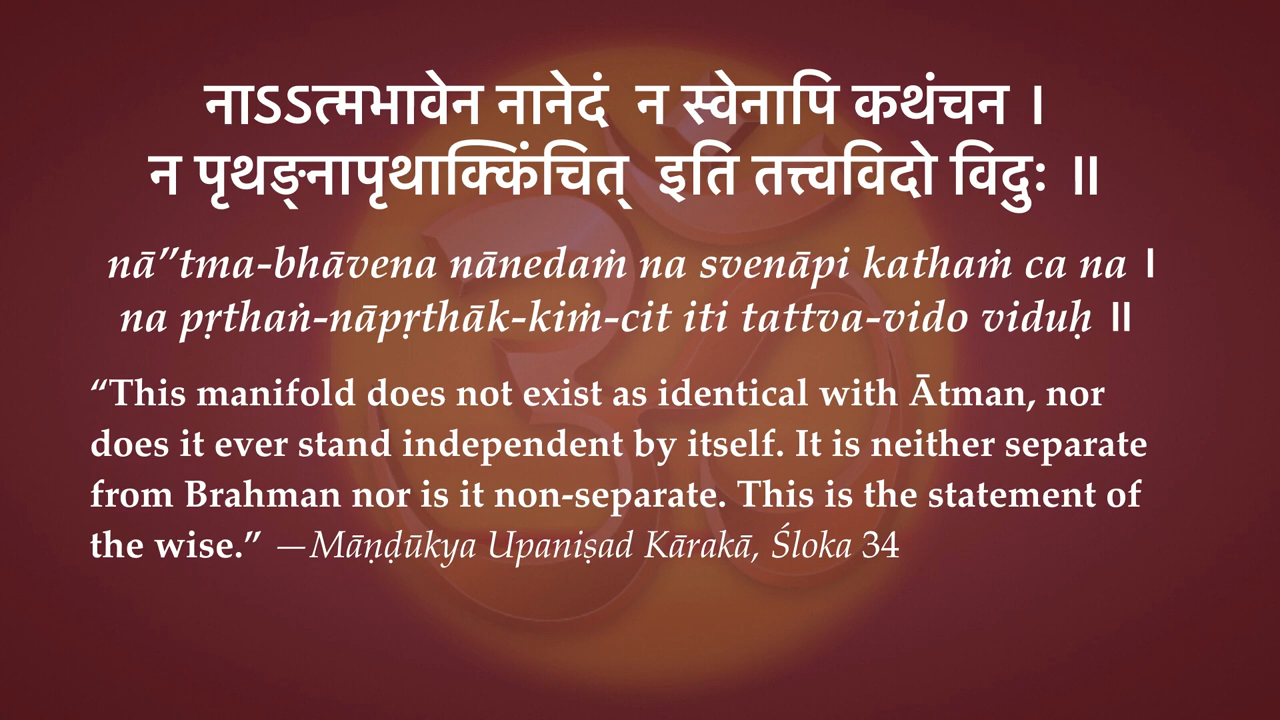 नाऽऽत्मभावेन नानेदं न स्वेनापि कथंचन ।
न पृथङ्नापृथाक्किंचित् इति तत्त्वविदो विदुः ॥
nā”tma-bhāvena nānedaṁ na svenāpi kathaṁ ca na ।
na pṛthaṅ-nāpṛthāk-kiṁ-cit iti tattva-vido viduḥ ॥
“This manifold does not exist as identical with Ātman, nor
does it ever stand independent by itself. It is neither separate
from Brahman nor is it non-separate. This is the statement of
the wise.” —Māṇḍūkya Upaniṣad Kārakā, Śloka 34